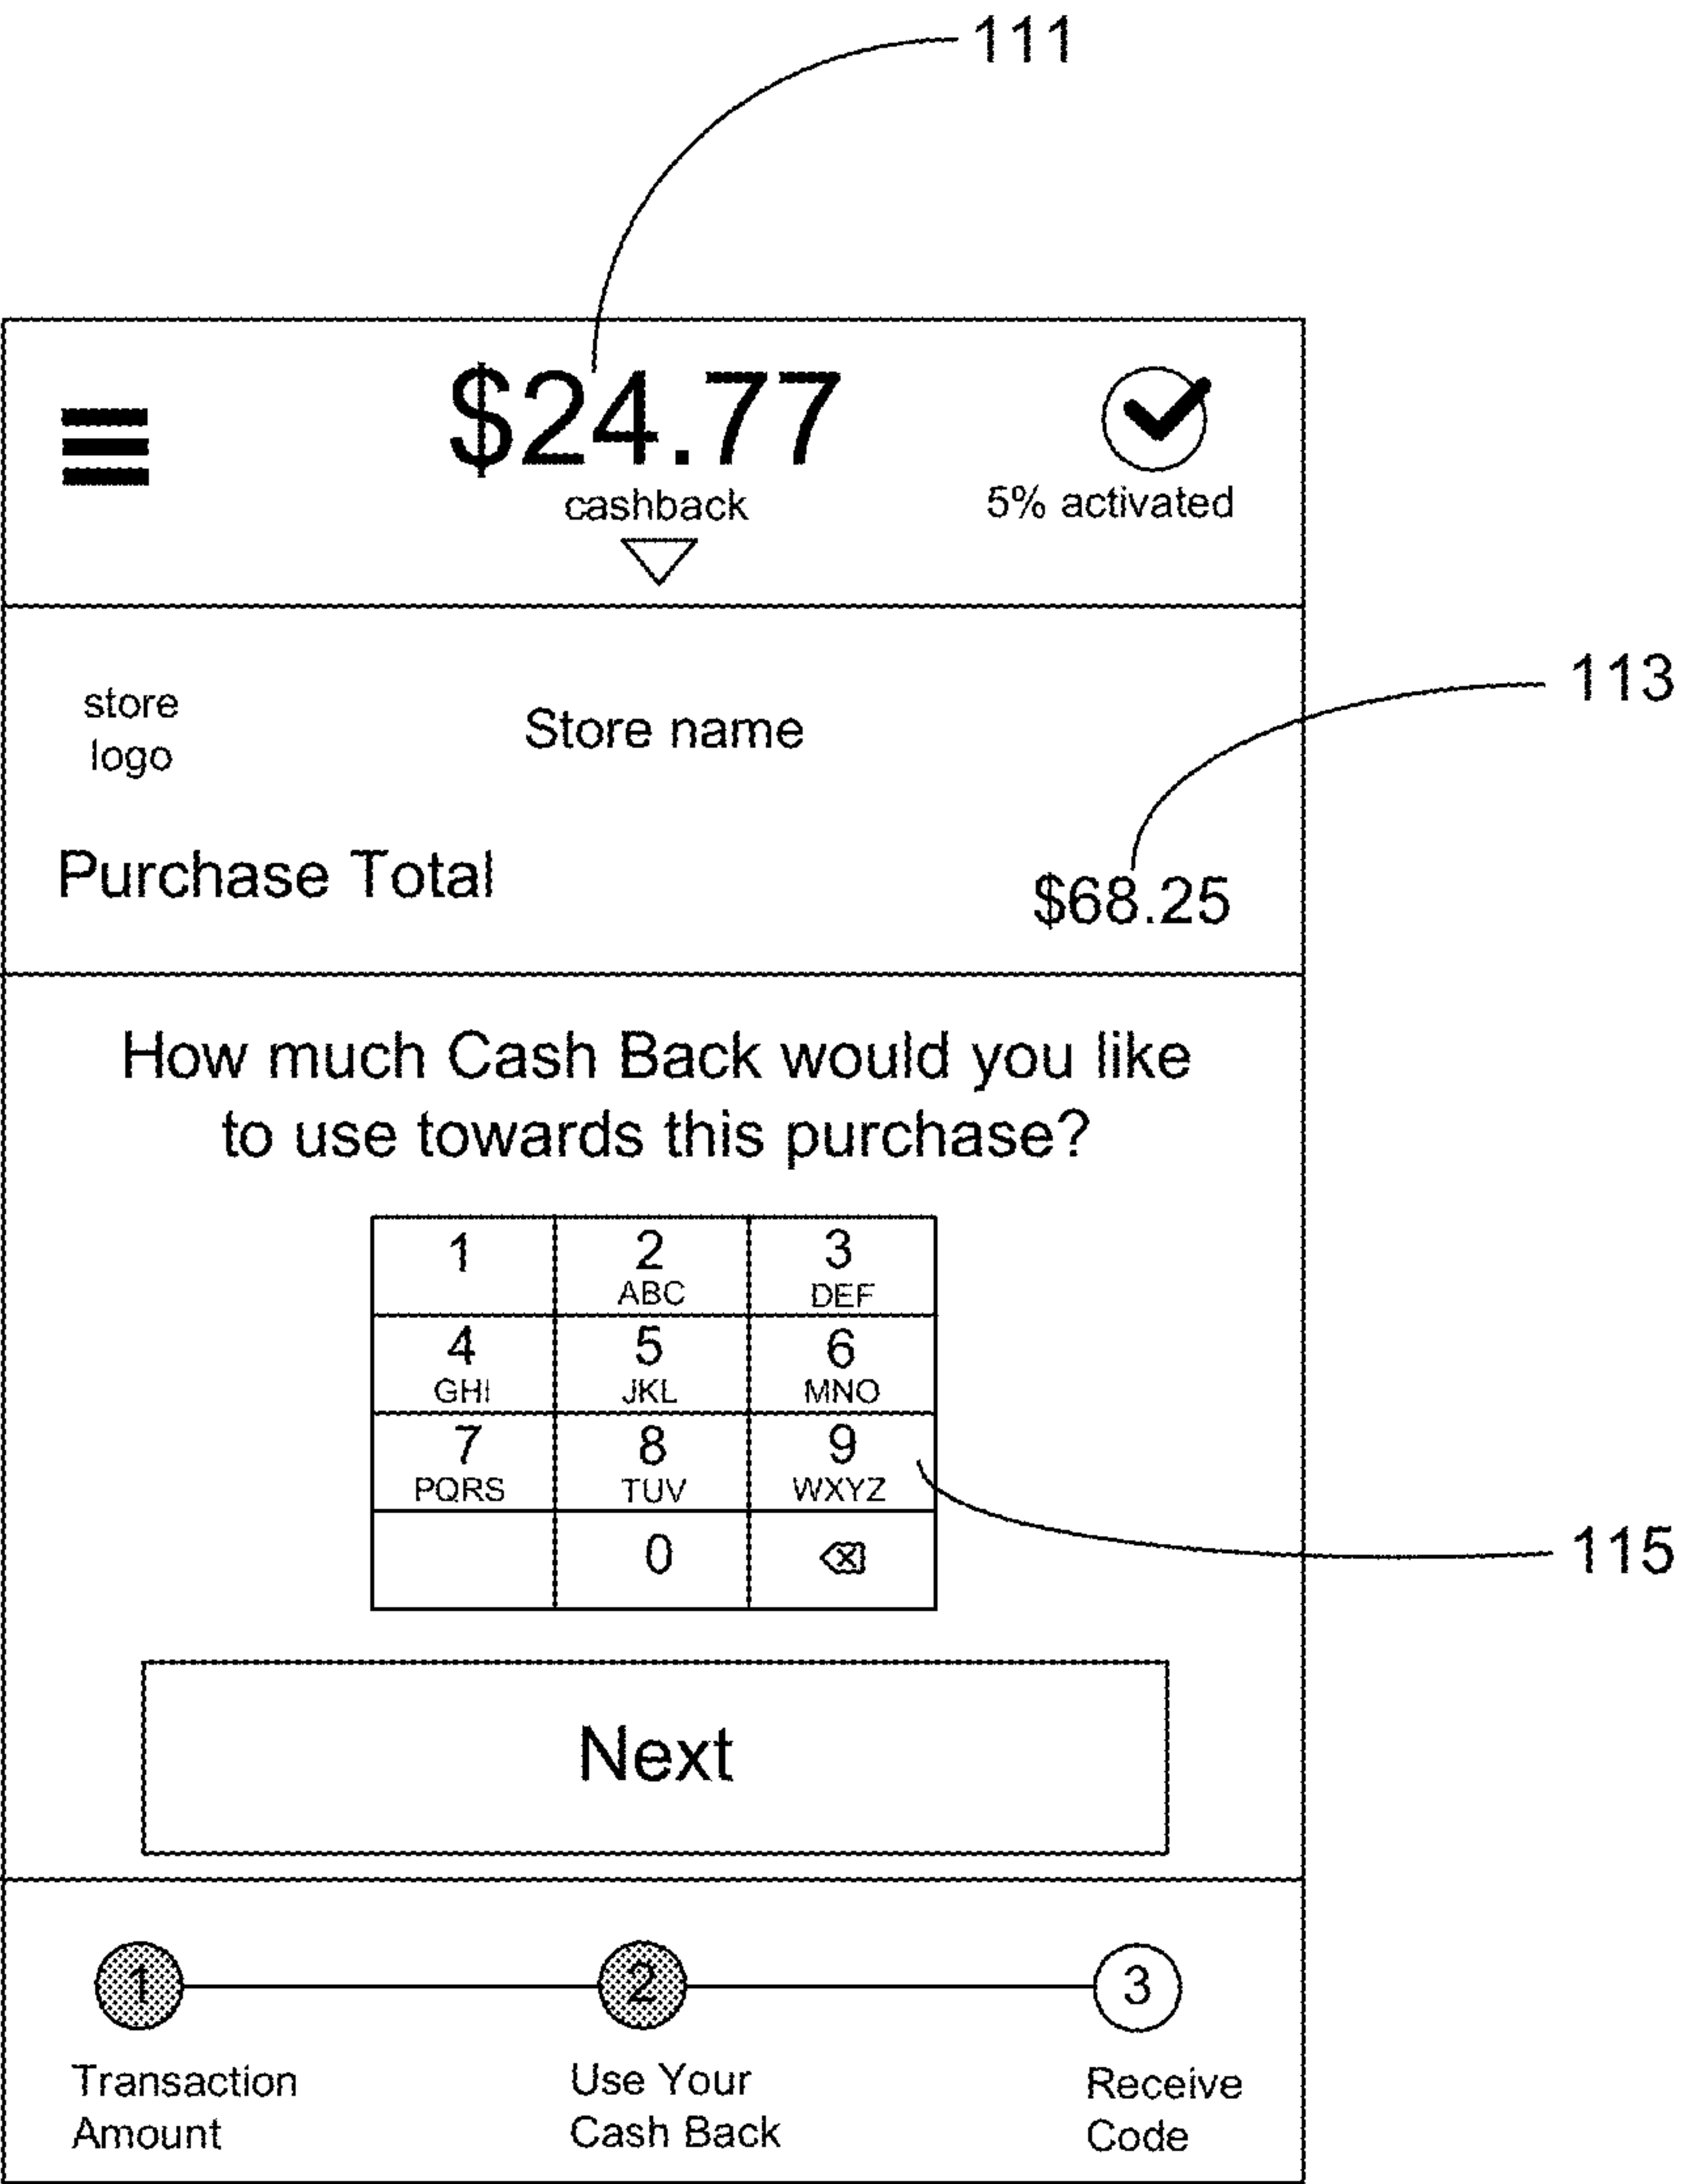 111
$24.77
cashback
5% activated
113
store
logo
Store name
Purchase Total
$68.25
How much Cash Back would you like
to use towards this purchase?
1 2 3
ABC DEF
4 5 6
GHI JKL MNO
7 8 9
PQRS TUV WXYZ
0
115
Next
1 2 3
Transaction
Amount
Use Your
Cash Back
Receive
Code